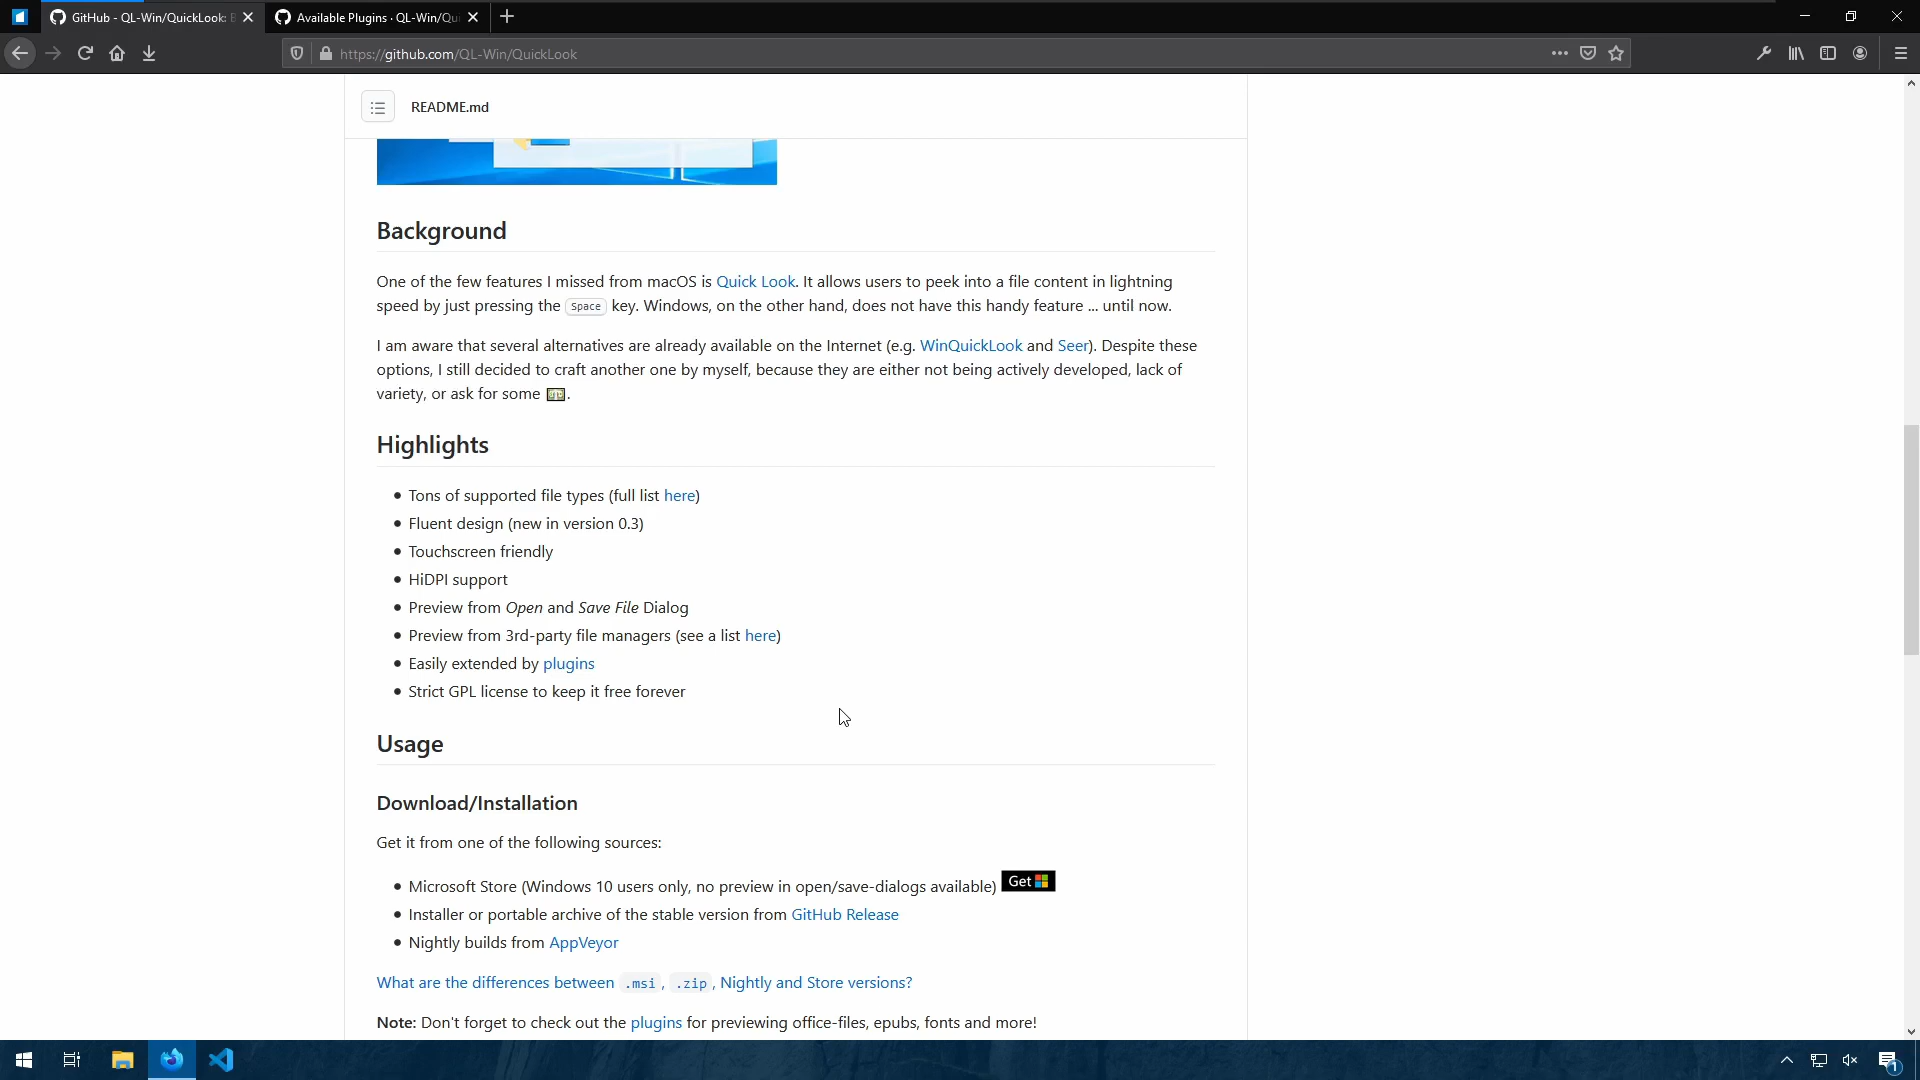 GitHub - QL-Win/QuickLook: B
Available Plugins · QL-Win/Qui
https://github.com/QL-Win/QuickLook
README.md
Background
One of the few features I missed from macOS is Quick Look. It allows users to peek into a file content in lightning
speed by just pressing the Space key. Windows, on the other hand, does not have this handy feature ... until now.
I am aware that several alternatives are already available on the Internet (e.g. WinQuickLook and Seer). Despite these
options, I still decided to craft another one by myself, because they are either not being actively developed, lack of
variety, or ask for some 💵.
Highlights
• Tons of supported file types (full list here)
• Fluent design (new in version 0.3)
• Touchscreen friendly
• HiDPI support
• Preview from Open and Save File Dialog
• Preview from 3rd-party file managers (see a list here)
• Easily extended by plugins
• Strict GPL license to keep it free forever
Usage
Download/Installation
Get it from one of the following sources:
• Microsoft Store (Windows 10 users only, no preview in open/save-dialogs available) Get
• Installer or portable archive of the stable version from GitHub Release
• Nightly builds from AppVeyor
What are the differences between .msi, .zip, Nightly and Store versions?
Note: Don't forget to check out the plugins for previewing office-files, epubs, fonts and more!
1